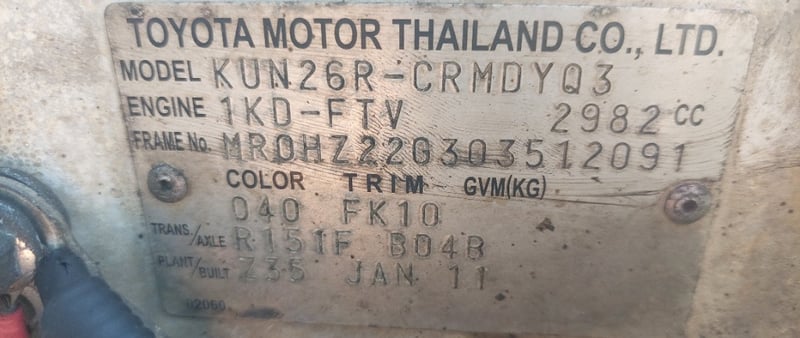 TOYOTA MOTOR THAILAND CO., LTD.
MODEL KUN26R-CRMDYQ3
ENGINE 1KD-FTV 2982 CC
FRAME No. MR0HZ22G303512091
COLOR TRIM GVM(KG)
040 FK10
TRANS./AXLE R151F B04B
PLANT/BUILT Z35 JAN 11
02060